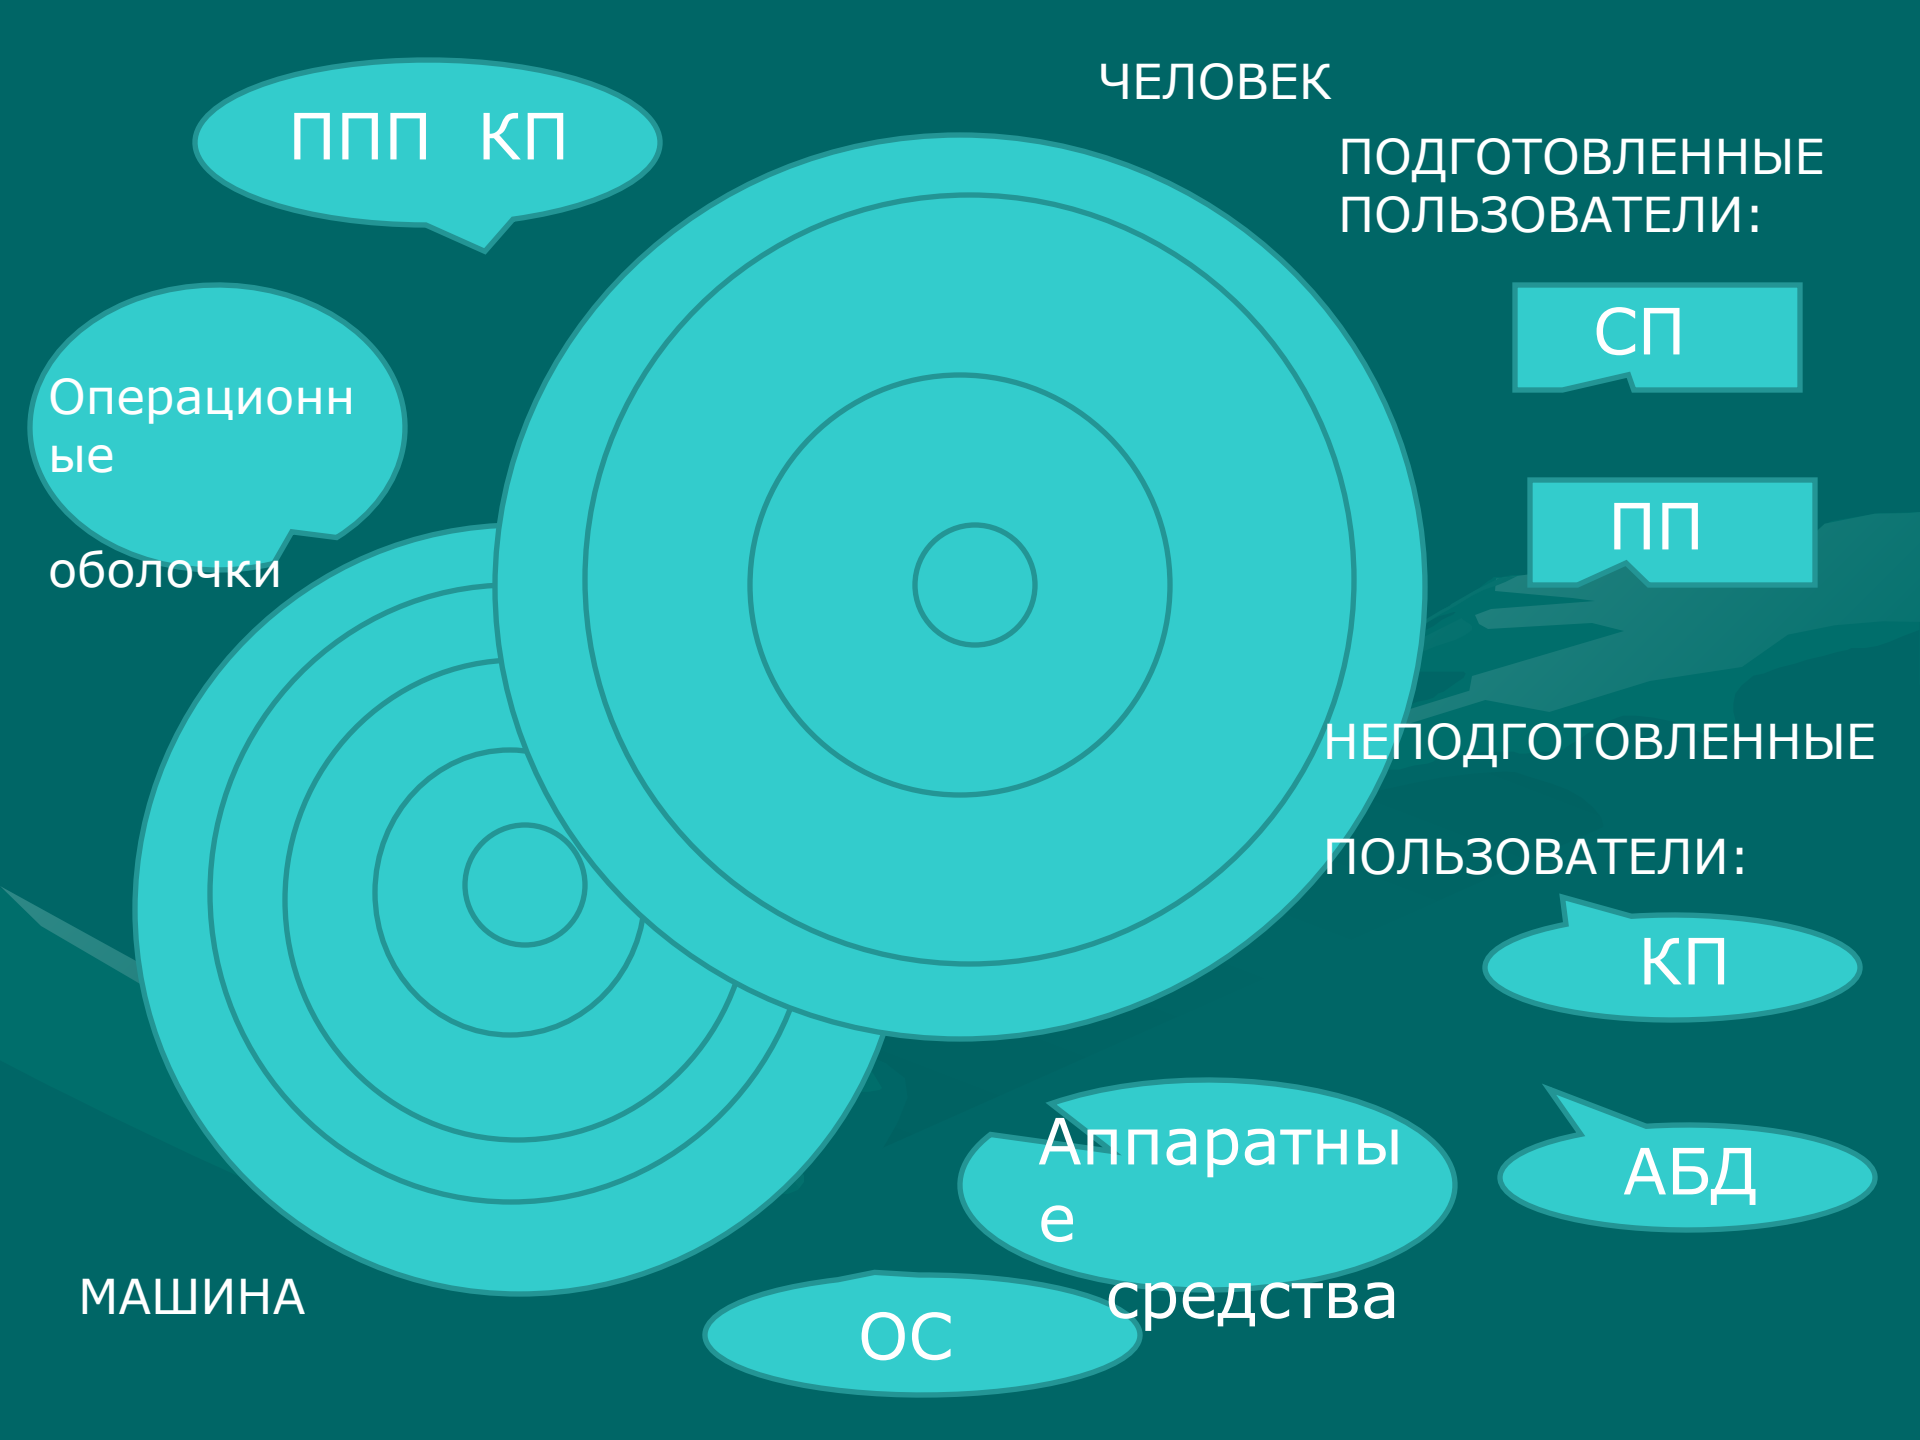 ЧЕЛОВЕК
ППП КП
ПОДГОТОВЛЕННЫЕ
ПОЛЬЗОВАТЕЛИ:
СП
Операционн
ые
оболочки
ПП
НЕПОДГОТОВЛЕННЫЕ
ПОЛЬЗОВАТЕЛИ:
КП
Аппаратны
е
средства
АБД
МАШИНА
ОС